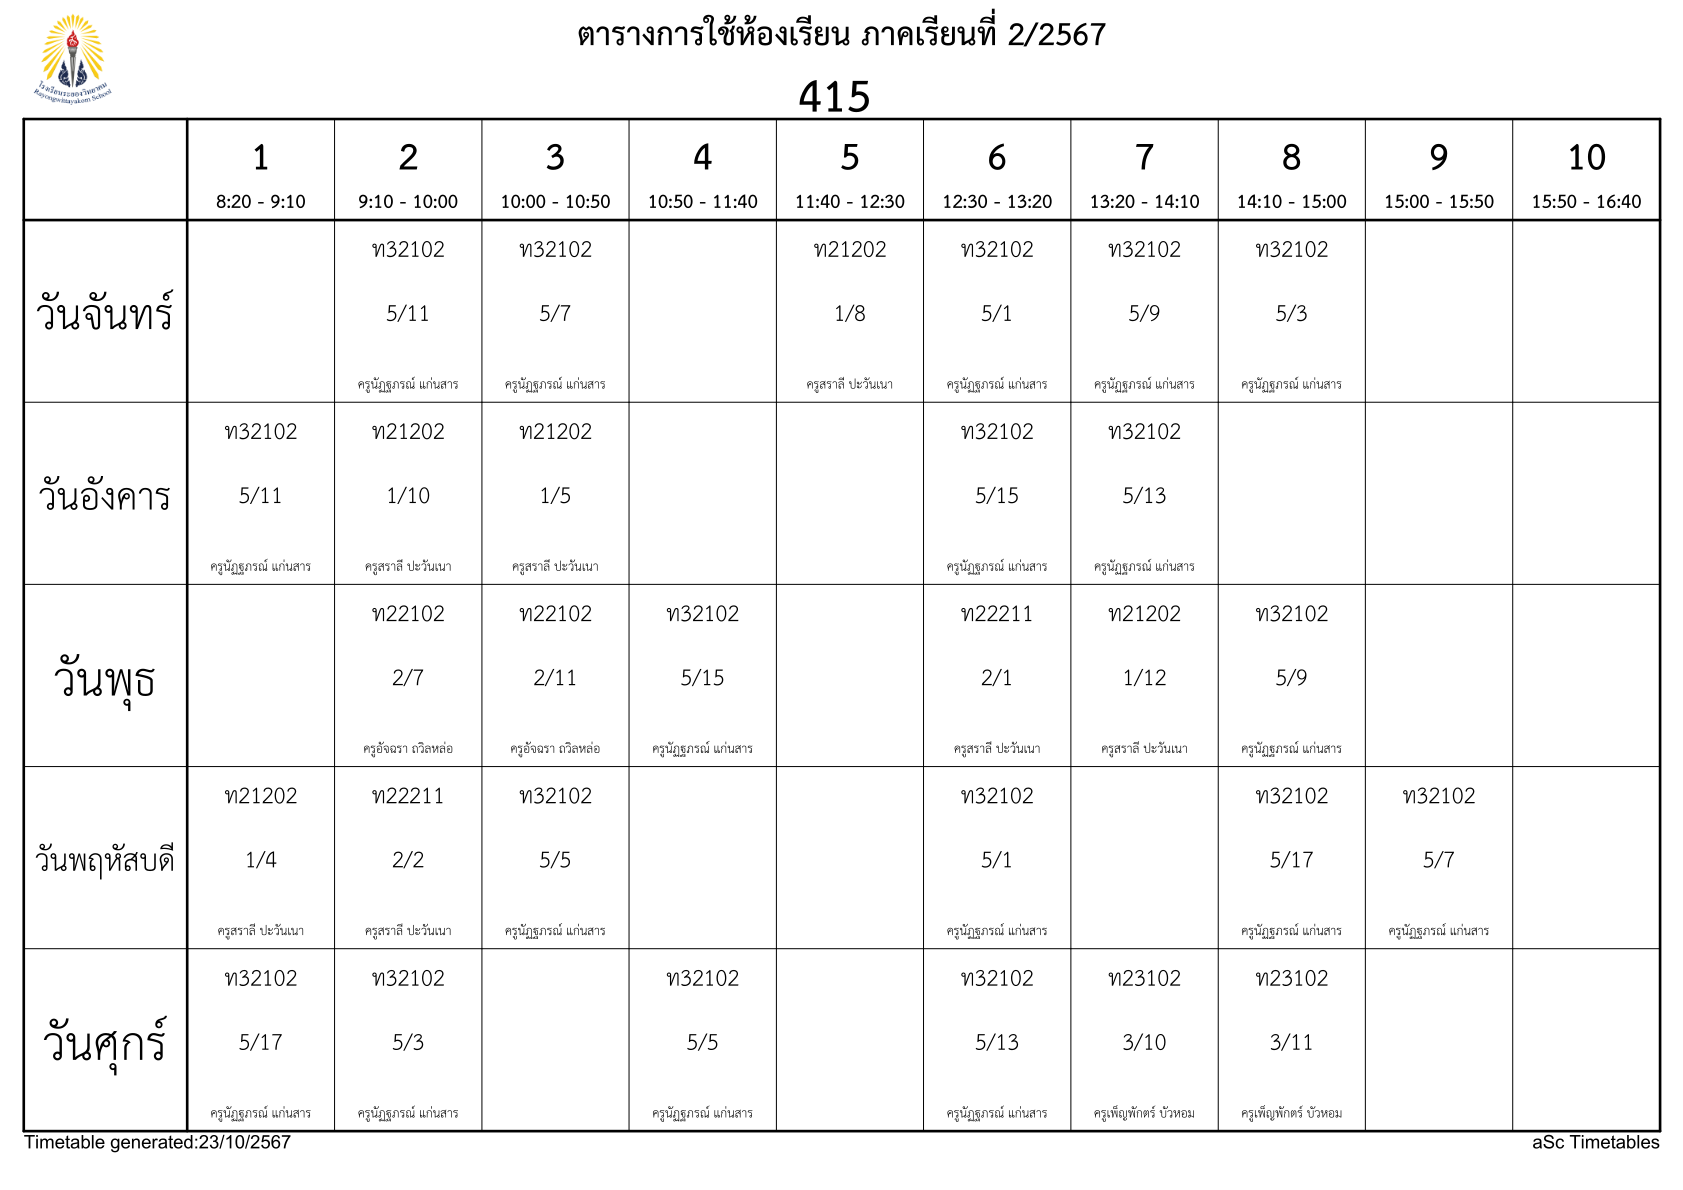 ตารางการใช้ห้องเรียน ภาคเรียนที่ 2/2567
โรงเรียนระยองวิทยาคม
Rayongwittayakom School
415
1 2 3 4 5 6 7 8 9 10
8:20 - 9:10 9:10 - 10:00 10:00 - 10:50 10:50 - 11:40 11:40 - 12:30 12:30 - 13:20 13:20 - 14:10 14:10 - 15:00 15:00 - 15:50 15:50 - 16:40
ท32102 ท32102 ท21202 ท32102 ท32102 ท32102
วันจันทร์ 5/11 5/7 1/8 5/1 5/9 5/3
ครูนัฏฐภรณ์ แก่นสาร ครูนัฏฐภรณ์ แก่นสาร ครูสราลี ปะวันเนา ครูนัฏฐภรณ์ แก่นสาร ครูนัฏฐภรณ์ แก่นสาร ครูนัฏฐภรณ์ แก่นสาร
ท32102 ท21202 ท21202 ท32102 ท32102
วันอังคาร 5/11 1/10 1/5 5/15 5/13
ครูนัฏฐภรณ์ แก่นสาร ครูสราลี ปะวันเนา ครูสราลี ปะวันเนา ครูนัฏฐภรณ์ แก่นสาร ครูนัฏฐภรณ์ แก่นสาร
ท22102 ท22102 ท32102 ท22211 ท21202 ท32102
วันพุธ 2/7 2/11 5/15 2/1 1/12 5/9
ครูอัจฉรา ถวิลหล่อ ครูอัจฉรา ถวิลหล่อ ครูนัฏฐภรณ์ แก่นสาร ครูสราลี ปะวันเนา ครูสราลี ปะวันเนา ครูนัฏฐภรณ์ แก่นสาร
ท21202 ท22211 ท32102 ท32102 ท32102 ท32102
วันพฤหัสบดี 1/4 2/2 5/5 5/1 5/17 5/7
ครูสราลี ปะวันเนา ครูสราลี ปะวันเนา ครูนัฏฐภรณ์ แก่นสาร ครูนัฏฐภรณ์ แก่นสาร ครูนัฏฐภรณ์ แก่นสาร ครูนัฏฐภรณ์ แก่นสาร
ท32102 ท32102 ท32102 ท32102 ท23102 ท23102
วันศุกร์ 5/17 5/3 5/5 5/13 3/10 3/11
ครูนัฏฐภรณ์ แก่นสาร ครูนัฏฐภรณ์ แก่นสาร ครูนัฏฐภรณ์ แก่นสาร ครูนัฏฐภรณ์ แก่นสาร ครูเพ็ญพักตร์ บัวหอม ครูเพ็ญพักตร์ บัวหอม
Timetable generated:23/10/2567 aSc Timetables